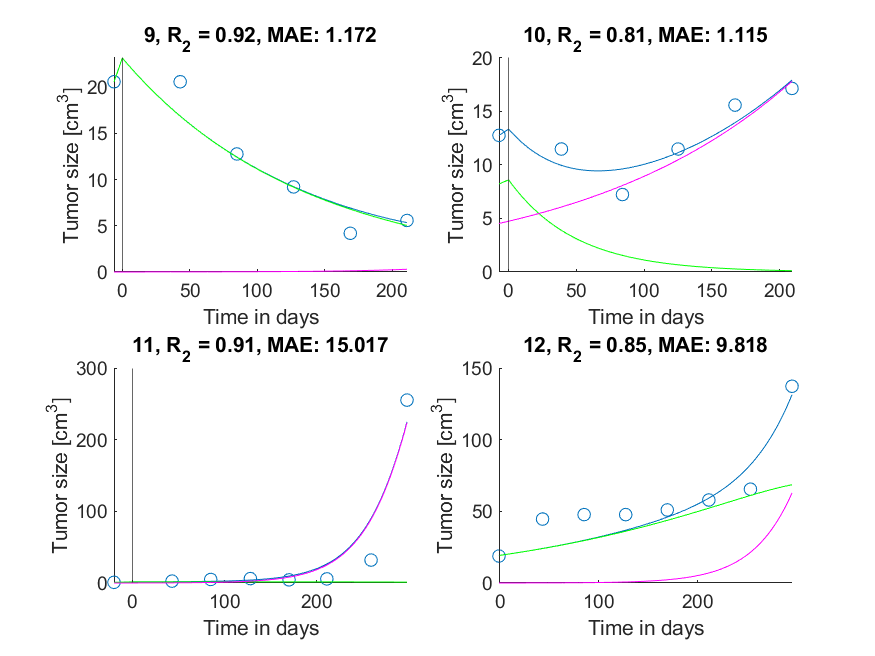 9, R2 = 0.92, MAE: 1.172
Tumor size [cm3]
20
15
10
5
0
0 50 100 150 200
Time in days
10, R2 = 0.81, MAE: 1.115
Tumor size [cm3]
20
15
10
5
0
0 50 100 150 200
Time in days
11, R2 = 0.91, MAE: 15.017
Tumor size [cm3]
300
200
100
0
0 200
Time in days
12, R2 = 0.85, MAE: 9.818
Tumor size [cm3]
150
100
50
0
0 100 200
Time in days